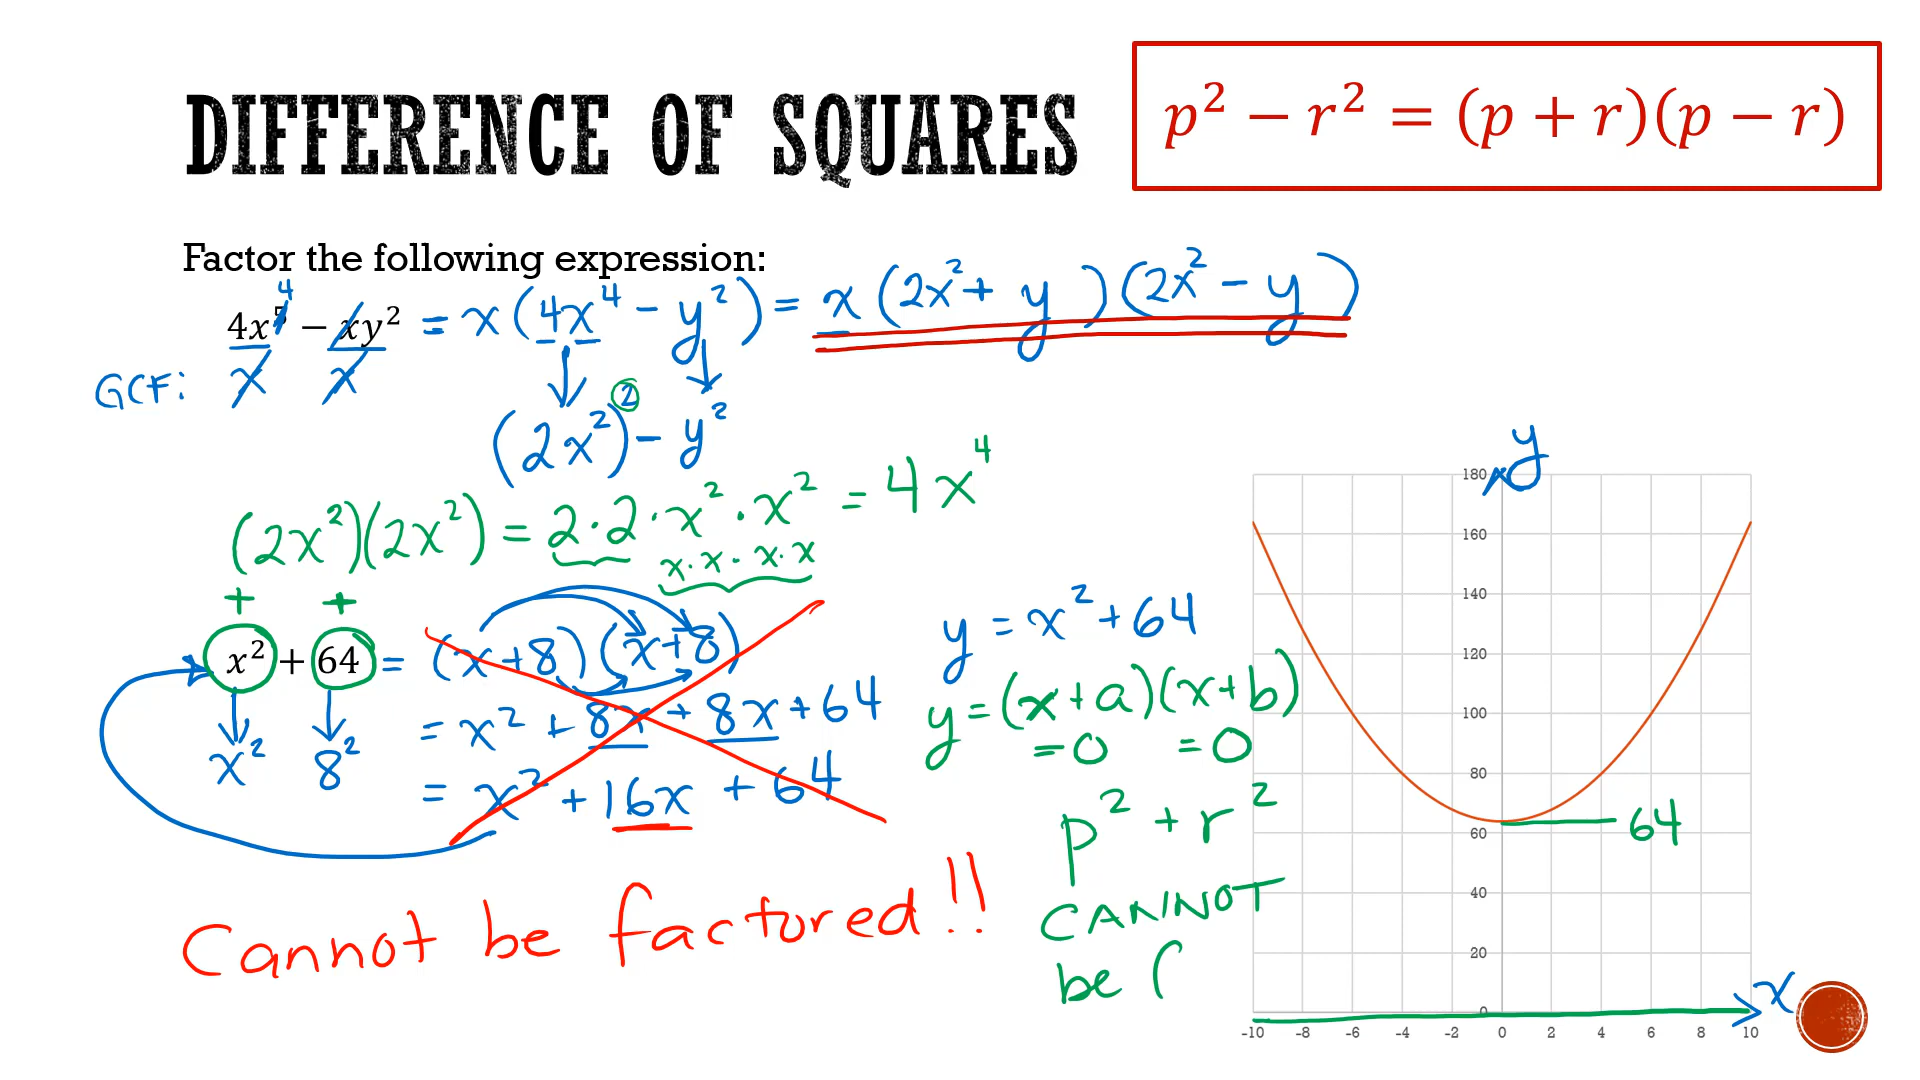 DIFFERENCE OF SQUARES
p² − r² = (p + r)(p − r)
Factor the following expression:
4x⁵ − xy² = x(4x⁴ − y²) = x(2x² + y)(2x² − y)
4
GCF: x x
(2x²)² − y²
(2x²)(2x²) = 2·2·x²·x² = 4x⁴
x·x·x·x
+ +
x² + 64 = (x+8)(x+8)
x² 8²
= x² + 8x + 8x + 64
= x² + 16x + 64
Cannot be factored!!
y = x² + 64
y = (x+a)(x+b)
=0 =0
p² + r²
CANNOT
be (
y
180
160
140
120
100
80
60
40
20
0
64
x
-10 -8 -6 -4 -2 0 2 4 6 8 10